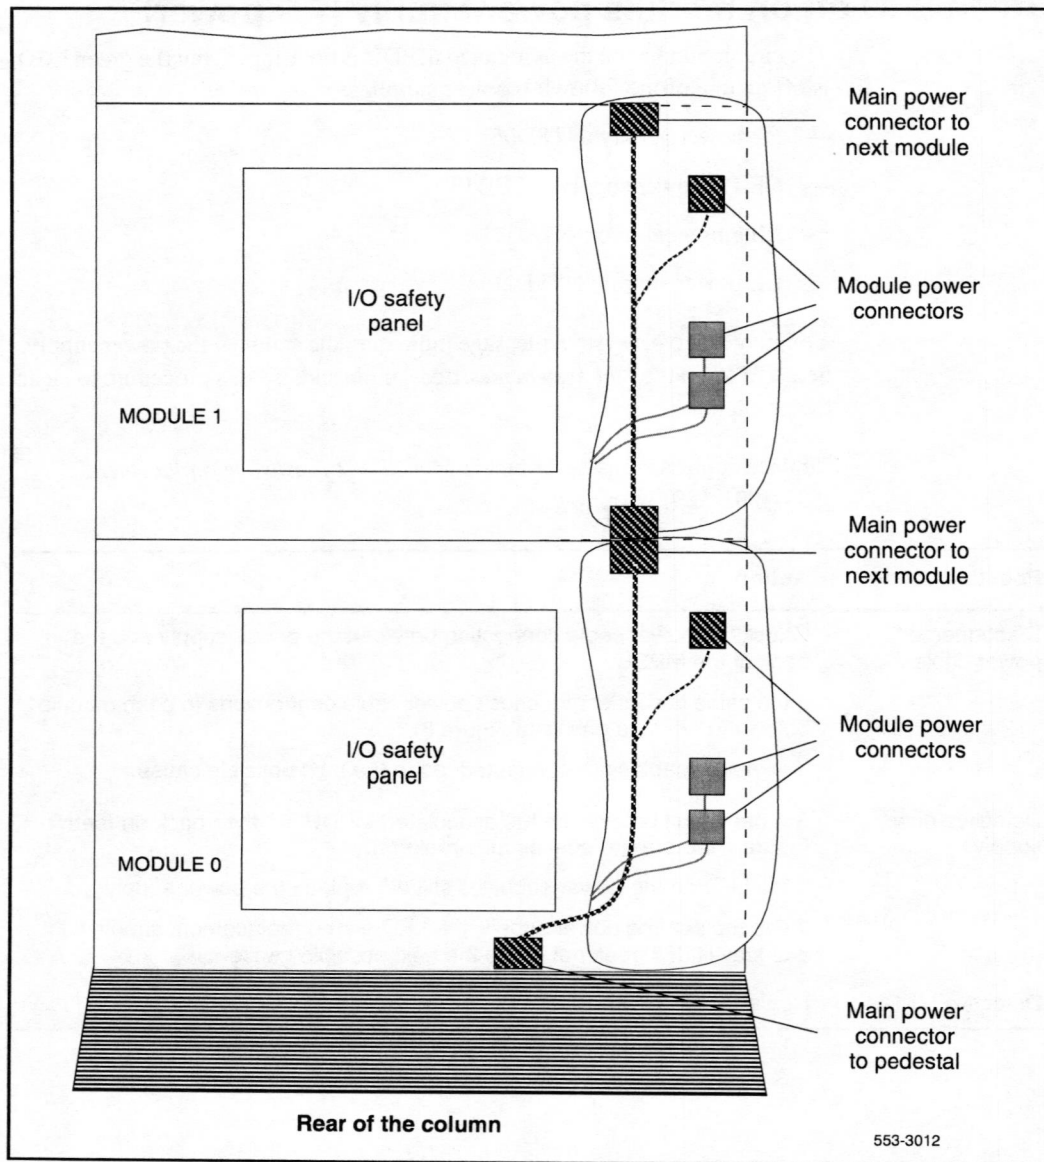 Main power
connector to
next module
I/O safety
panel
Module power
connectors
MODULE 1
Main power
connector to
next module
I/O safety
panel
Module power
connectors
MODULE 0
Main power
connector
to pedestal
Rear of the column
553-3012